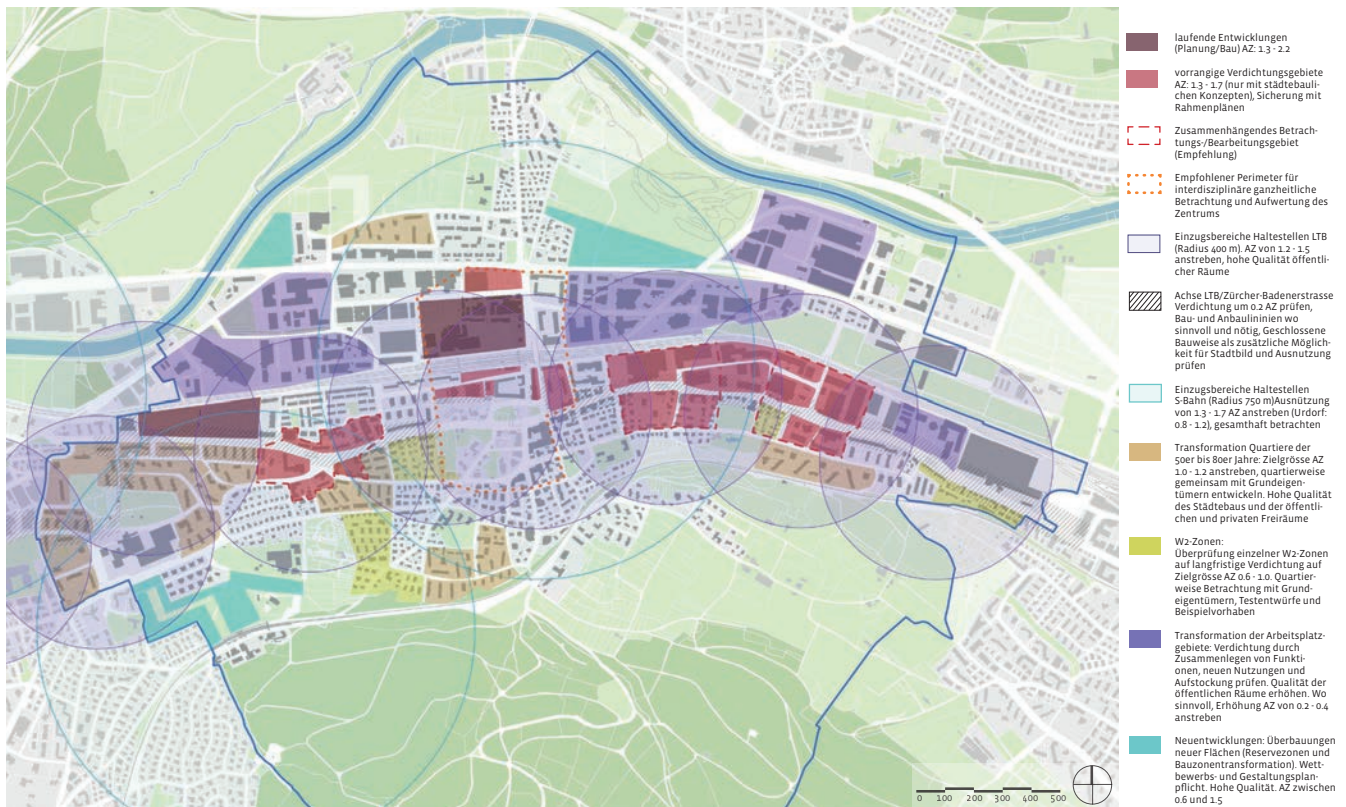 laufende Entwicklungen
(Planung/Bau) AZ: 1.3 - 2.2
vorrangige Verdichtungsgebiete
AZ: 1.3 - 1.7 (nur mit städtebauli-
chen Konzepten), Sicherung mit
Rahmenplänen
Zusammenhängendes Betrach-
tungs-/Bearbeitungsgebiet
(Empfehlung)
Empfohlener Perimeter für
interdisziplinäre ganzheitliche
Betrachtung und Aufwertung des
Zentrums
Einzugsbereiche Haltestellen LTB
(Radius 400 m). AZ von 1.2 - 1.5
anstreben, hohe Qualität öffentli-
cher Räume
Achse LTB/Zürcher-Badenerstrasse
Verdichtung um 0.2 AZ prüfen,
Bau- und Anbaulinien wo
sinnvoll und nötig, Geschlossene
Bauweise als zusätzliche Möglich-
keit für Stadtbild und Ausnutzung
prüfen
Einzugsbereiche Haltestellen
S-Bahn (Radius 750 m)Ausnützung
von 1.3 - 1.7 AZ anstreben (Urdorf:
0.8 - 1.2), gesamthaft betrachten
Transformation Quartiere der
50er bis 80er Jahre: Zielgrösse AZ
1.0 - 1.2 anstreben, quartierweise
gemeinsam mit Grundeigen-
tümern entwickeln. Hohe Qualität
des Städtebaus und der öffentli-
chen und privaten Freiräume
W2-Zonen:
Überprüfung einzelner W2-Zonen
auf langfristige Verdichtung auf
Zielgrösse AZ 0.6 - 1.0. Quartier-
weise Betrachtung mit Grund-
eigentümern, Testentwürfe und
Beispielvorhaben
Transformation der Arbeitsplatz-
gebiete: Verdichtung durch
Zusammenlegen von Funkti-
onen, neuen Nutzungen und
Aufstockung prüfen. Qualität der
öffentlichen Räume erhöhen. Wo
sinnvoll, Erhöhung AZ von 0.2 - 0.4
anstreben
Neuentwicklungen: Überbauungen
neuer Flächen (Reservezonen und
Bauzonentransformation). Wett-
bewerbs- und Gestaltungsplan-
pflicht. Hohe Qualität. AZ zwischen
0.6 und 1.5
0 100 200 300 400 500